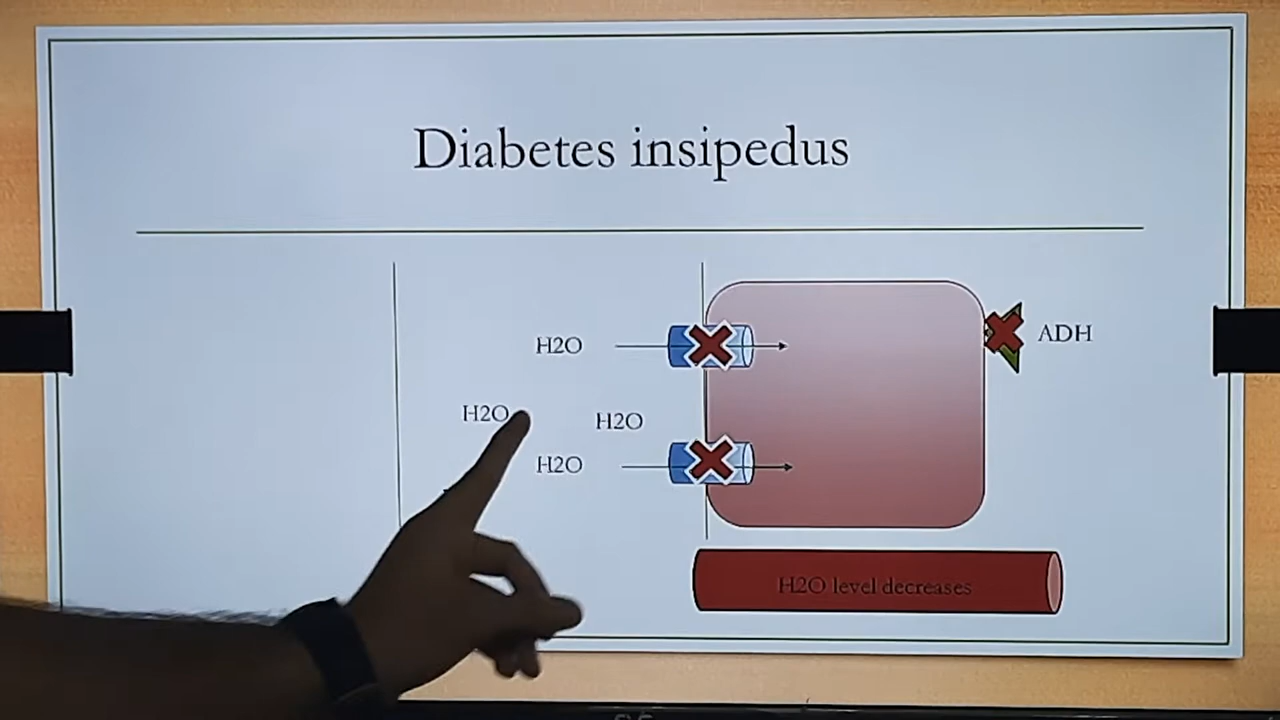 Diabetes insipedus
H2O
ADH
H2O
H2O
H2O
H2O level decreases